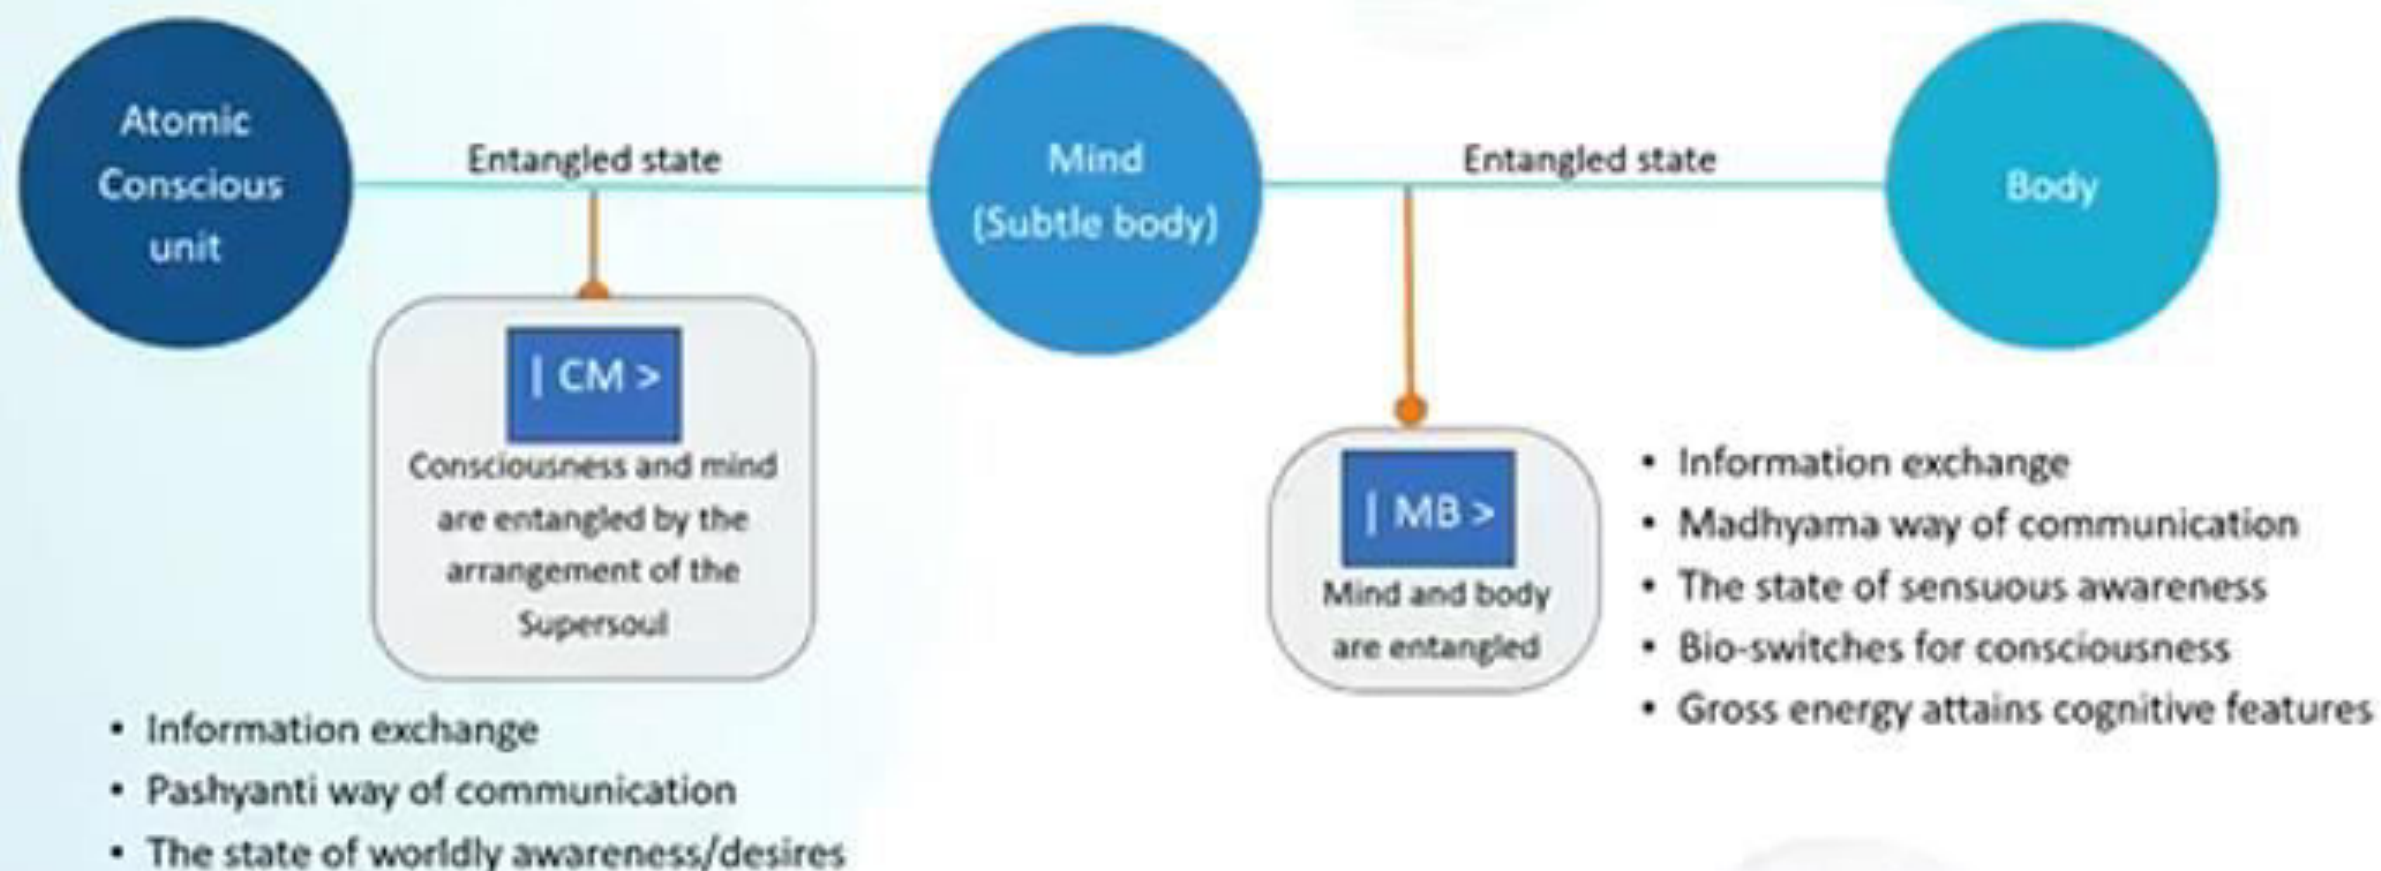 Atomic
Conscious
unit
Entangled state
Mind
(Subtle body)
Entangled state
Body
| CM >
Consciousness and mind
are entangled by the
arrangement of the
Supersoul
| MB >
Mind and body
are entangled
• Information exchange
• Madhyama way of communication
• The state of sensuous awareness
• Bio-switches for consciousness
• Gross energy attains cognitive features
• Information exchange
• Pashyanti way of communication
• The state of worldly awareness/desires